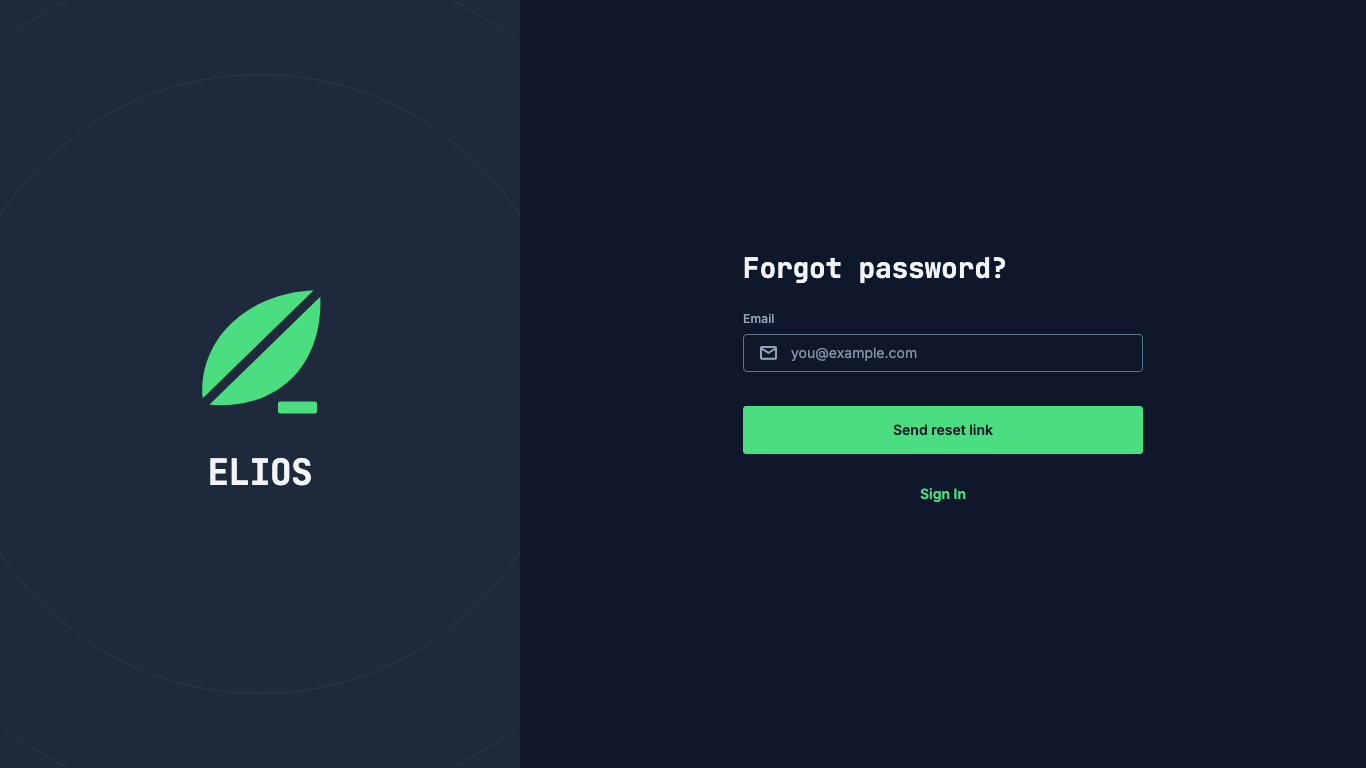 ELIOS
Forgot password?
Email
you@example.com
Send reset link
Sign In